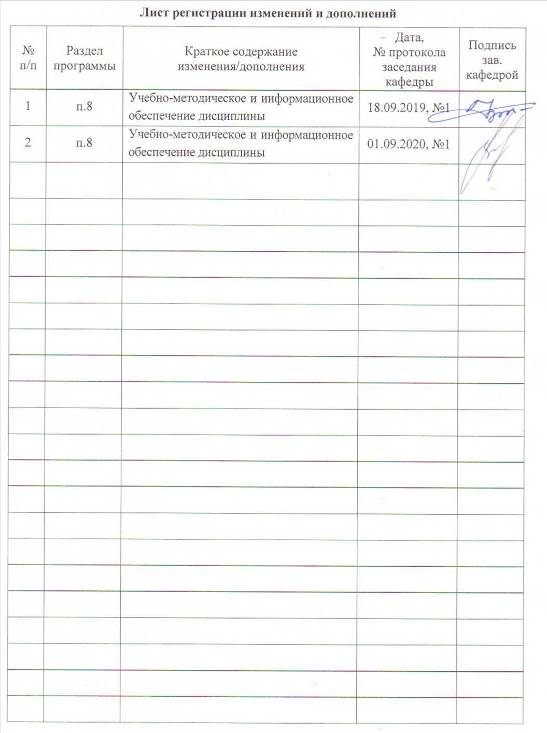 Лист регистрации изменений и дополнений
№ п/п
Раздел программы
Краткое содержание изменения/дополнения
Дата, № протокола заседания кафедры
Подпись зав. кафедрой
1
п.8
Учебно-методическое и информационное
обеспечение дисциплины
18.09.2019, №1
2
п.8
Учебно-методическое и информационное
обеспечение дисциплины
01.09.2020, №1